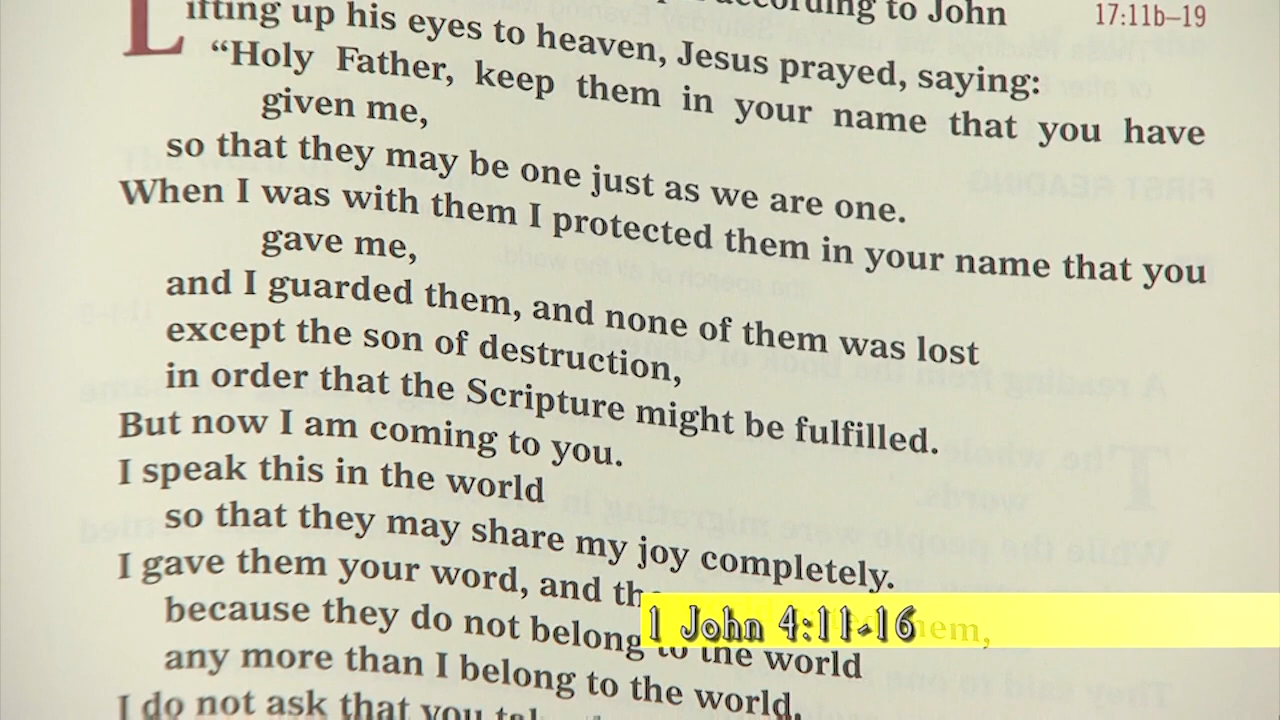 according to John 17:11b–19
Lifting up his eyes to heaven, Jesus prayed, saying:
“Holy Father, keep them in your name that you have
given me,
so that they may be one just as we are one.
When I was with them I protected them in your name that you
gave me,
and I guarded them, and none of them was lost
except the son of destruction,
in order that the Scripture might be fulfilled.
But now I am coming to you.
I speak this in the world
so that they may share my joy completely.
I gave them your word, and the
them,
1 John 4:11-16
because they do not belong to the world
any more than I belong to the world.
I do not ask that you